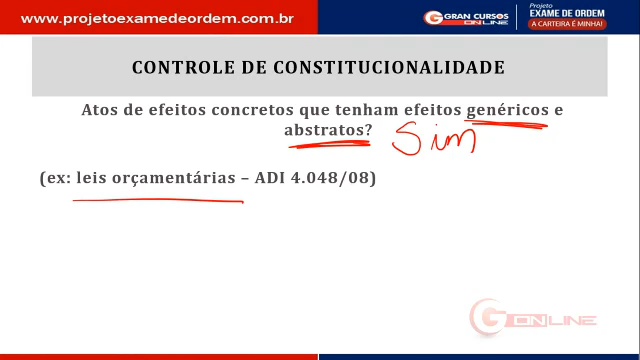 www.projetoexamedeordem.com.br
GRAN CURSOS
ONLINE
Projeto
EXAME DE ORDEM
A CARTEIRA É MINHA!
CONTROLE DE CONSTITUCIONALIDADE
Atos de efeitos concretos que tenham efeitos genéricos e
abstratos?
Sim
(ex: leis orçamentárias – ADI 4.048/08)
G ONLINE